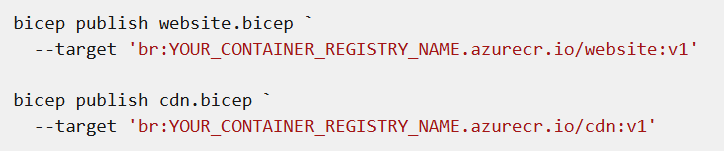 bicep publish website.bicep `
  --target 'br:YOUR_CONTAINER_REGISTRY_NAME.azurecr.io/website:v1'

bicep publish cdn.bicep `
  --target 'br:YOUR_CONTAINER_REGISTRY_NAME.azurecr.io/cdn:v1'